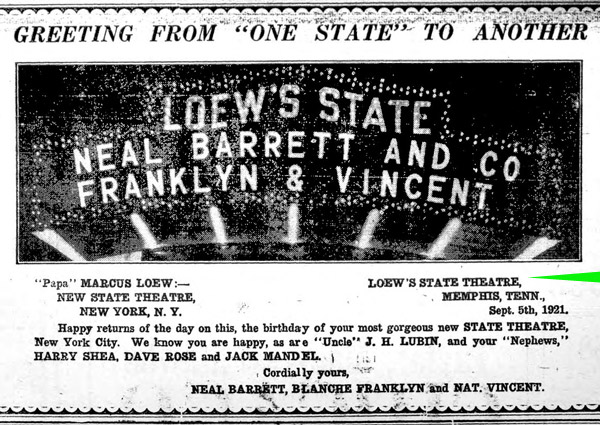 GREETING FROM "ONE STATE" TO ANOTHER
LOEW'S STATE
NEAL BARRETT AND CO
FRANKLYN & VINCENT
"Papa" MARCUS LOEW:—
NEW STATE THEATRE,
NEW YORK, N. Y.
LOEW'S STATE THEATRE,
MEMPHIS, TENN.,
Sept. 5th, 1921.
Happy returns of the day on this, the birthday of your most gorgeous new STATE THEATRE,
New York City. We know you are happy, as are "Uncle" J. H. LUBIN, and your "Nephews,"
HARRY SHEA, DAVE ROSE and JACK MANDEL.
Cordially yours,
NEAL BARRETT, BLANCHE FRANKLYN and NAT. VINCENT.